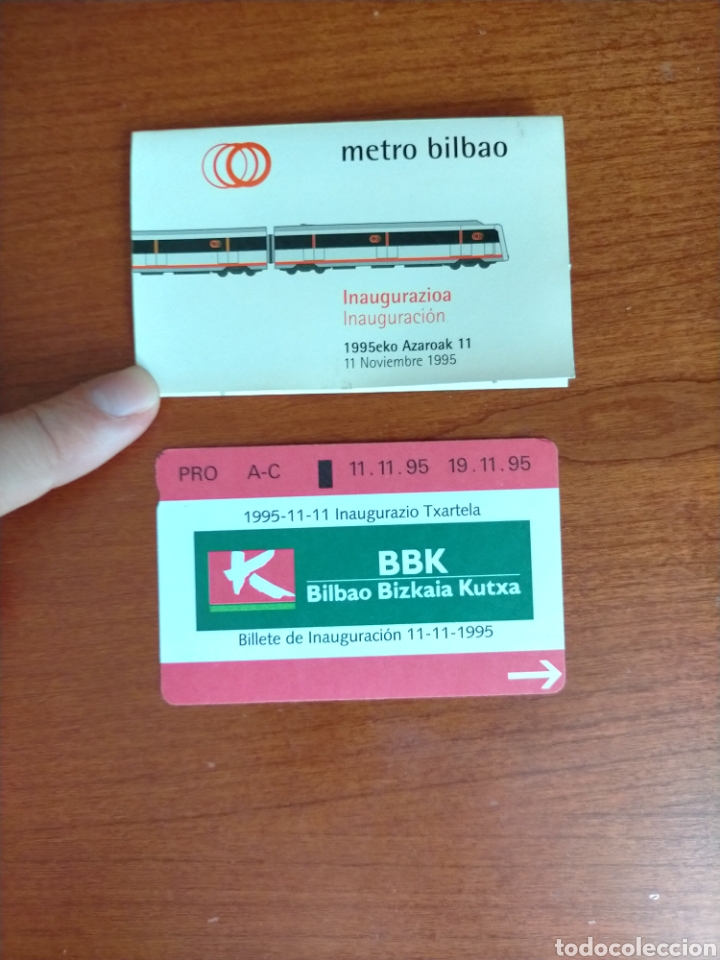 metro bilbao
Inaugurazioa
Inauguración
1995eko Azaroak 11
11 Noviembre 1995
PRO A-C 11.11.95 19.11.95
1995-11-11 Inaugurazio Txartela
BBK
Bilbao Bizkaia Kutxa
Billete de Inauguración 11-11-1995
todocoleccion